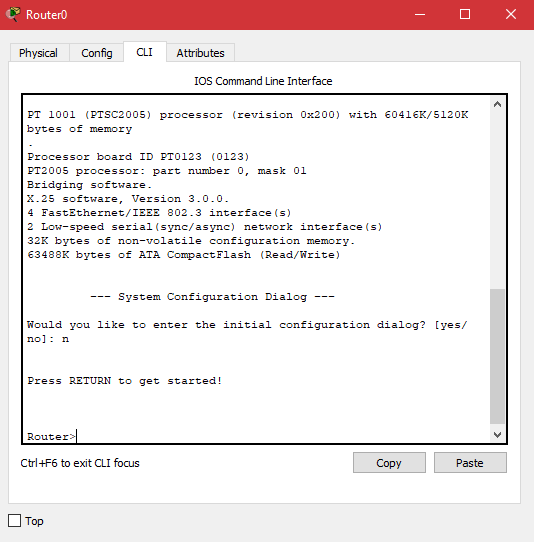 Router0
Physical Config CLI Attributes
IOS Command Line Interface
PT 1001 (PTSC2005) processor (revision 0x200) with 60416K/5120K
bytes of memory
.
Processor board ID PT0123 (0123)
PT2005 processor: part number 0, mask 01
Bridging software.
X.25 software, Version 3.0.0.
4 FastEthernet/IEEE 802.3 interface(s)
2 Low-speed serial(sync/async) network interface(s)
32K bytes of non-volatile configuration memory.
63488K bytes of ATA CompactFlash (Read/Write)
--- System Configuration Dialog ---
Would you like to enter the initial configuration dialog? [yes/
no]: n
Press RETURN to get started!
Router>
Ctrl+F6 to exit CLI focus
Copy Paste
Top